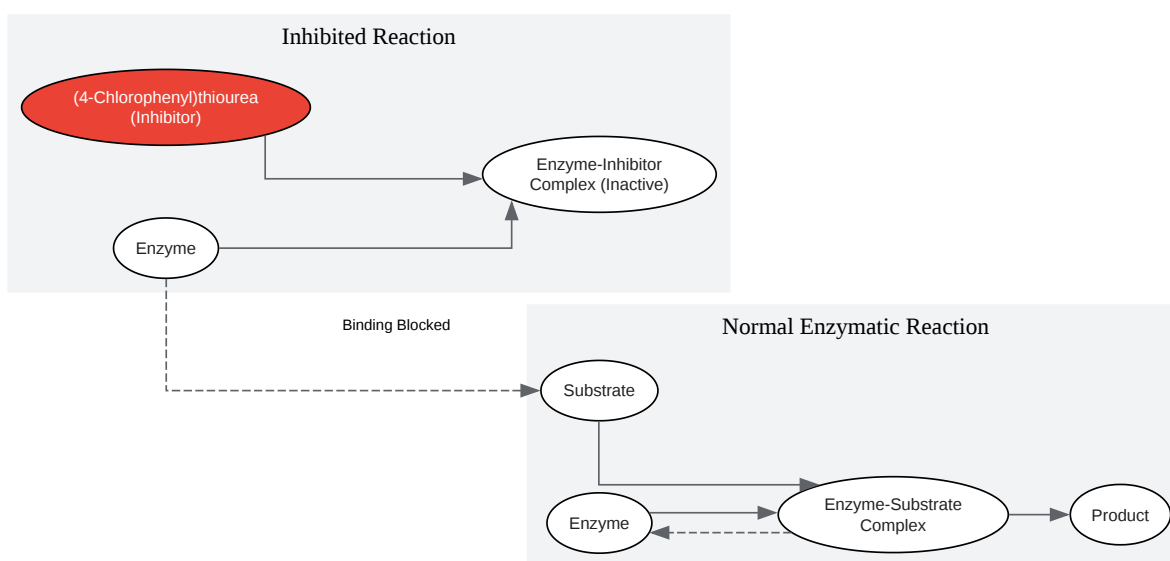 Inhibited Reaction
(4-Chlorophenyl)thiourea
(Inhibitor)
Enzyme-Inhibitor
Complex (Inactive)
Enzyme
Binding Blocked
Normal Enzymatic Reaction
Substrate
Enzyme-Substrate
Complex
Enzyme
Product